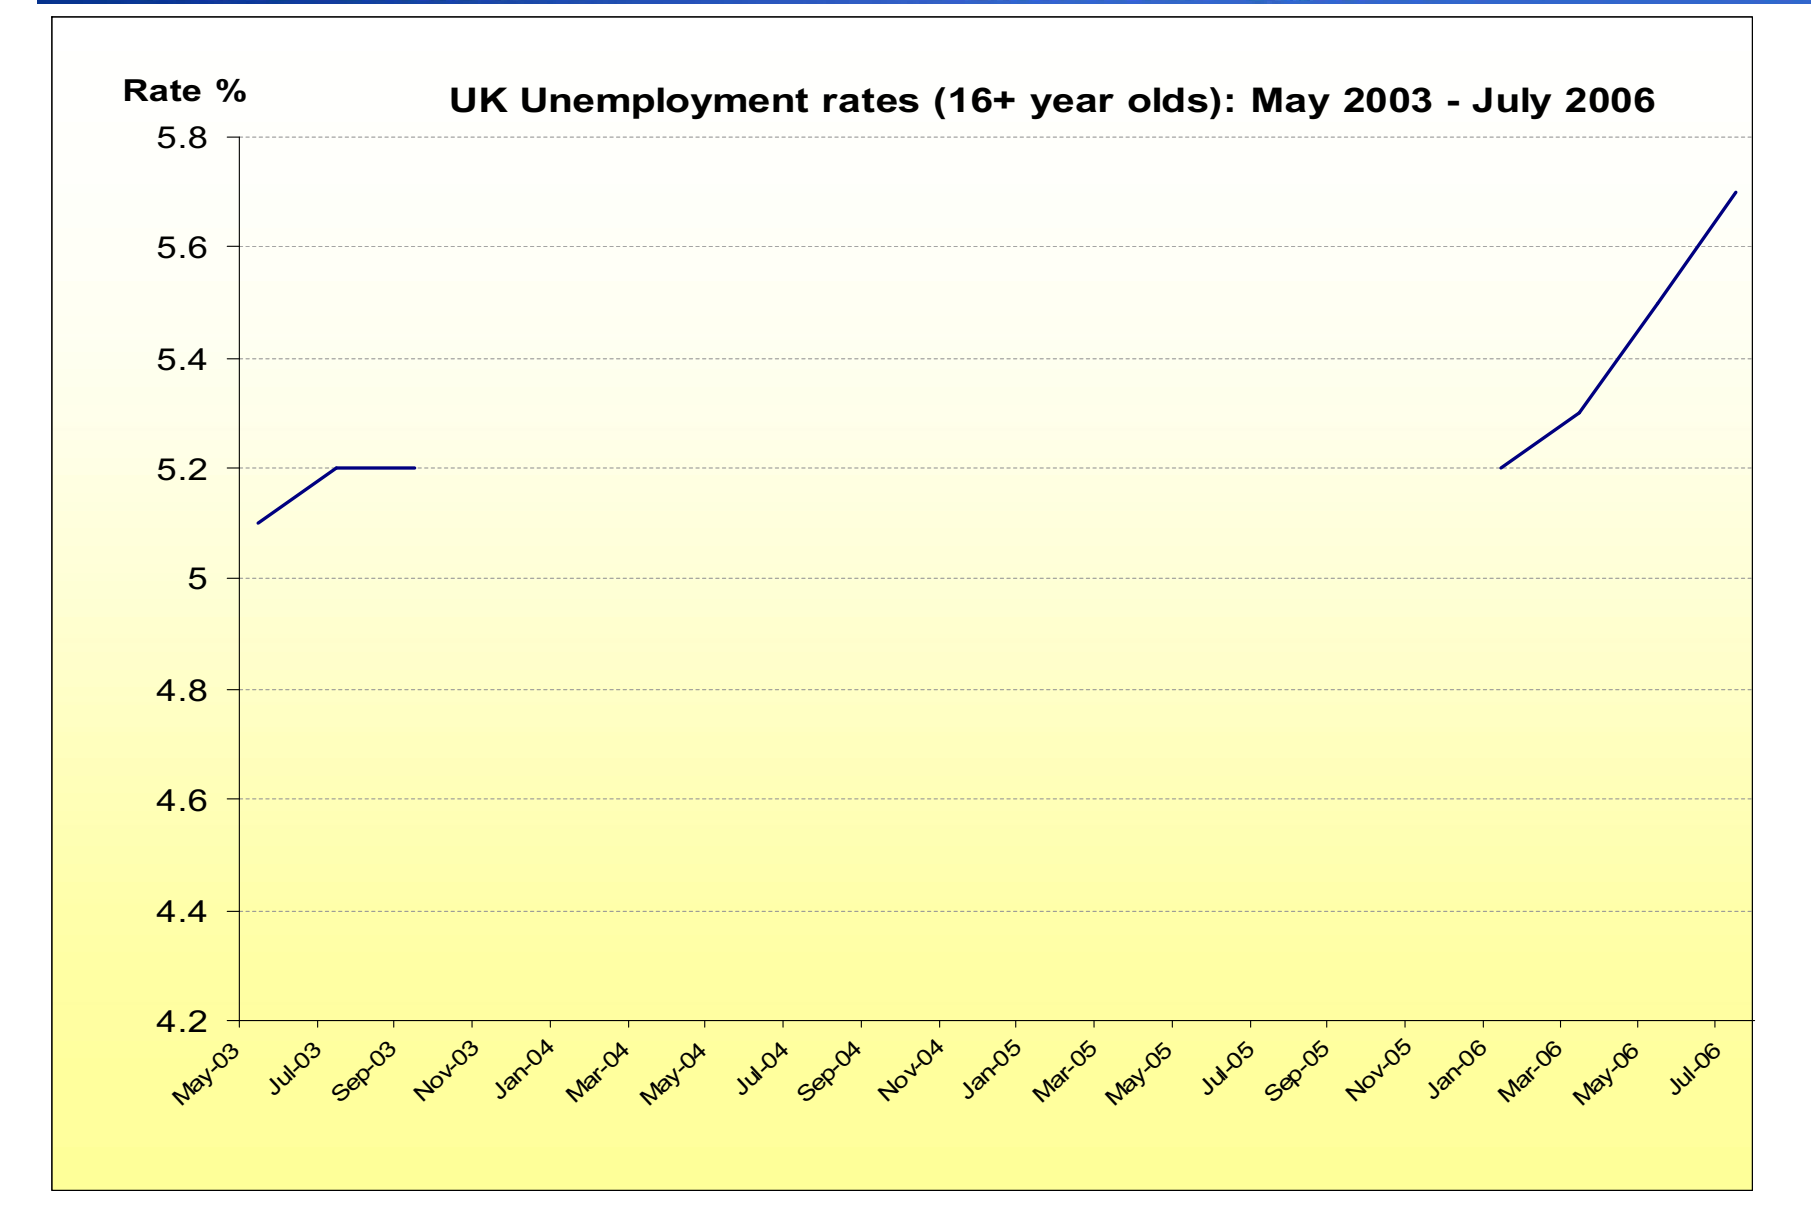 Rate %
UK Unemployment rates (16+ year olds): May 2003 - July 2006
5.8
5.6
5.4
5.2
5
4.8
4.6
4.4
4.2
May-03
Jul-03
Sep-03
Nov-03
Jan-04
Mar-04
May-04
Jul-04
Sep-04
Nov-04
Jan-05
Mar-05
May-05
Jul-05
Sep-05
Nov-05
Jan-06
Mar-06
May-06
Jul-06